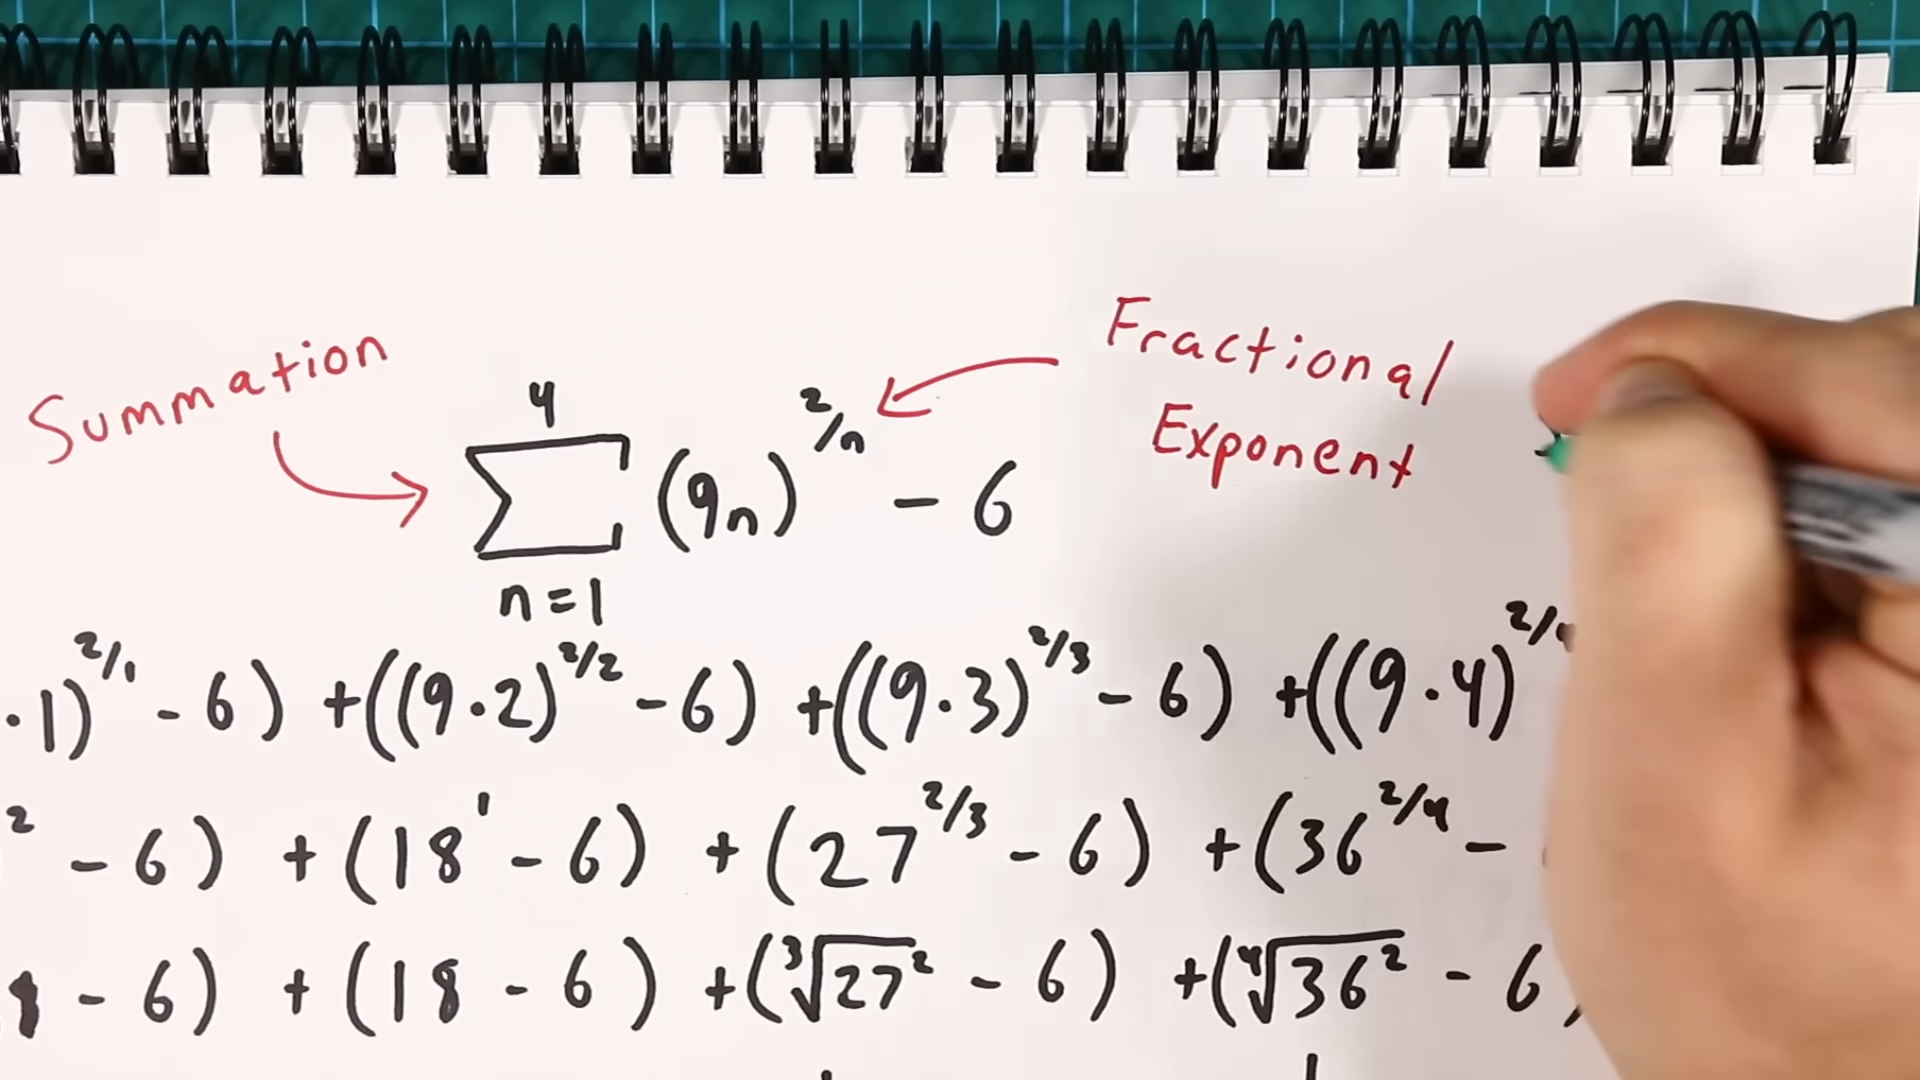 Summation
Fractional
Exponent
4
∑ (9n)^2/n - 6
n=1
·1)^2/1 - 6) +((9·2)^2/2 - 6) +((9·3)^2/3 - 6) +((9·4)^2/
² - 6) + (18^1 - 6) + (27^2/3 - 6) + (36^2/4 -
- 6) + (18 - 6) + (∛27² - 6) + (∜36² - 6